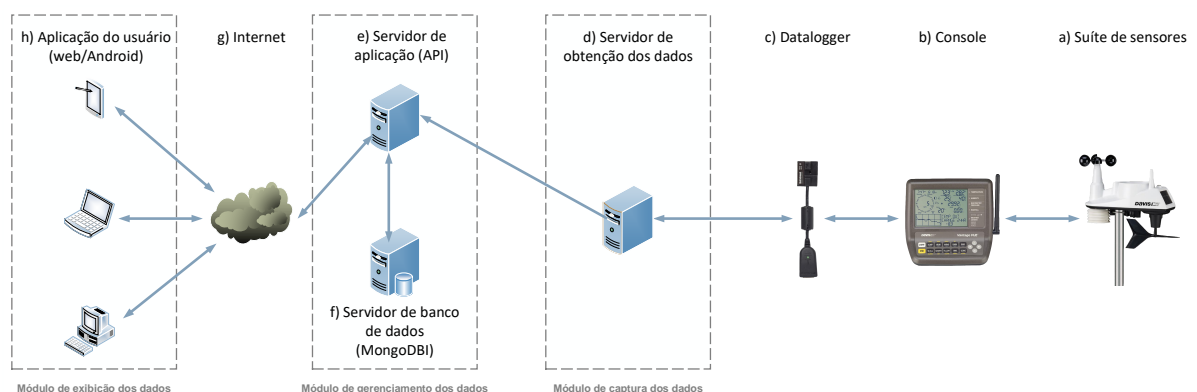 h) Aplicação do usuário
(web/Android)
g) Internet
e) Servidor de
aplicação (API)
d) Servidor de
obtenção dos dados
c) Datalogger
b) Console
a) Suíte de sensores
DAVIS
f) Servidor de banco
de dados
(MongoDBI)
Módulo de exibição dos dados
Módulo de gerenciamento dos dados
Módulo de captura dos dados